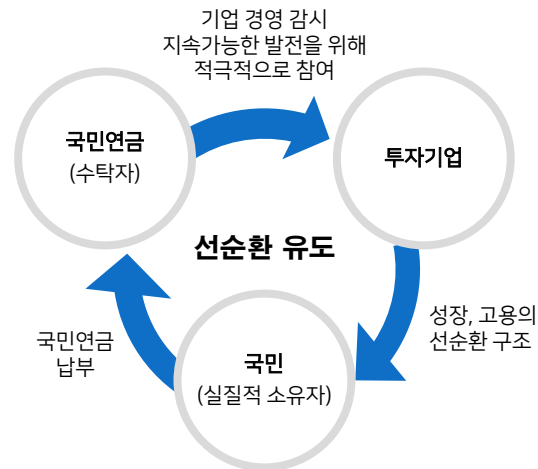 기업 경영 감시
지속가능한 발전을 위해
적극적으로 참여
국민연금
(수탁자)
투자기업
선순환 유도
성장, 고용의
선순환 구조
국민연금
납부
국민
(실질적 소유자)